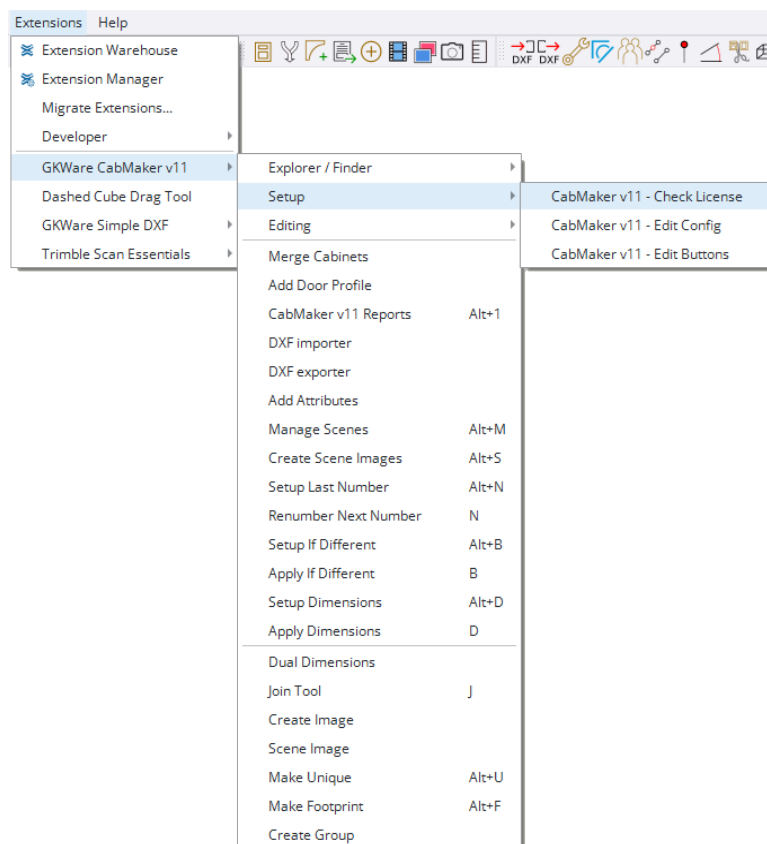 Extensions Help
Extension Warehouse
Extension Manager
Migrate Extensions...
Developer
GKWare CabMaker v11
Dashed Cube Drag Tool
GKWare Simple DXF
Trimble Scan Essentials
DXF DXF
Explorer / Finder
Setup
Editing
Merge Cabinets
Add Door Profile
CabMaker v11 Reports Alt+1
DXF importer
DXF exporter
Add Attributes
Manage Scenes Alt+M
Create Scene Images Alt+S
Setup Last Number Alt+N
Renumber Next Number N
Setup If Different Alt+B
Apply If Different B
Setup Dimensions Alt+D
Apply Dimensions D
Dual Dimensions
Join Tool J
Create Image
Scene Image
Make Unique Alt+U
Make Footprint Alt+F
Create Group
CabMaker v11 - Check License
CabMaker v11 - Edit Config
CabMaker v11 - Edit Buttons